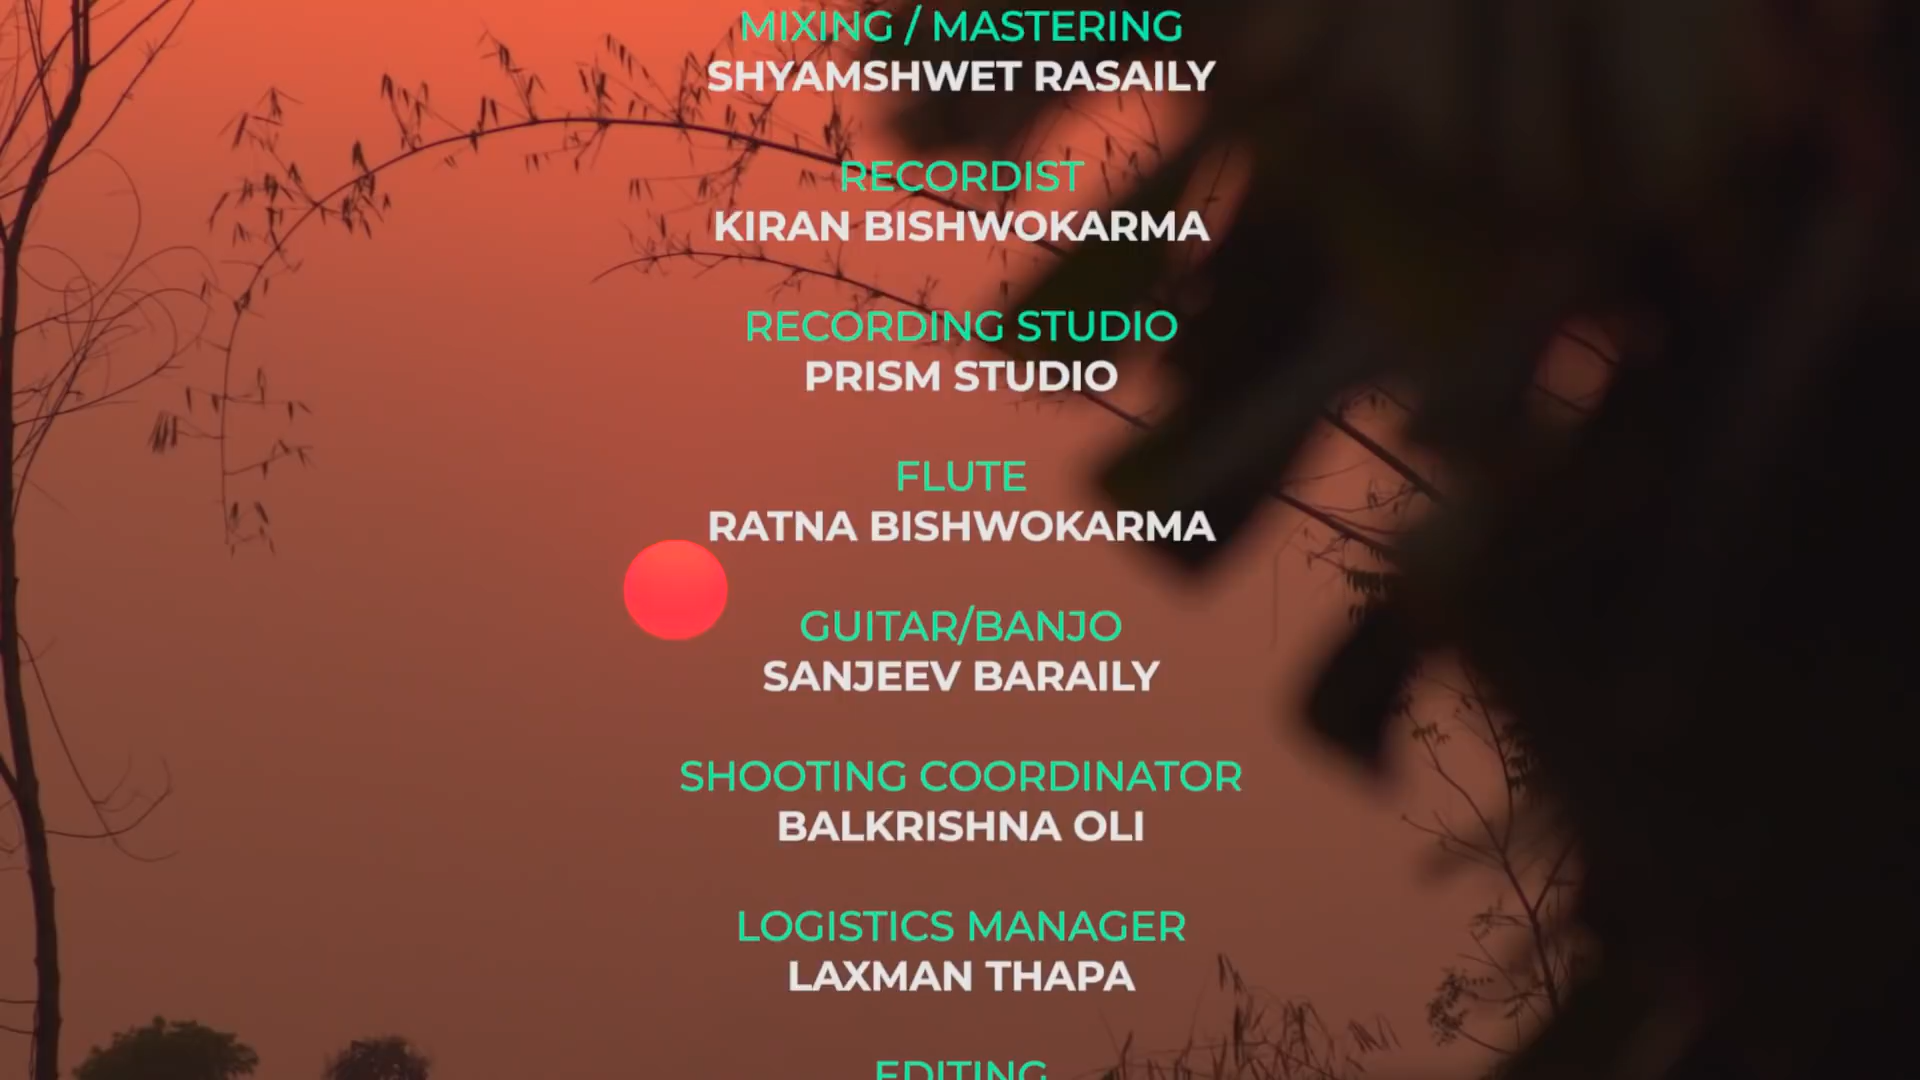 MIXING / MASTERING
SHYAMSHWET RASAILY
RECORDIST
KIRAN BISHWOKARMA
RECORDING STUDIO
PRISM STUDIO
FLUTE
RATNA BISHWOKARMA
GUITAR/BANJO
SANJEEV BARAILY
SHOOTING COORDINATOR
BALKRISHNA OLI
LOGISTICS MANAGER
LAXMAN THAPA
EDITING